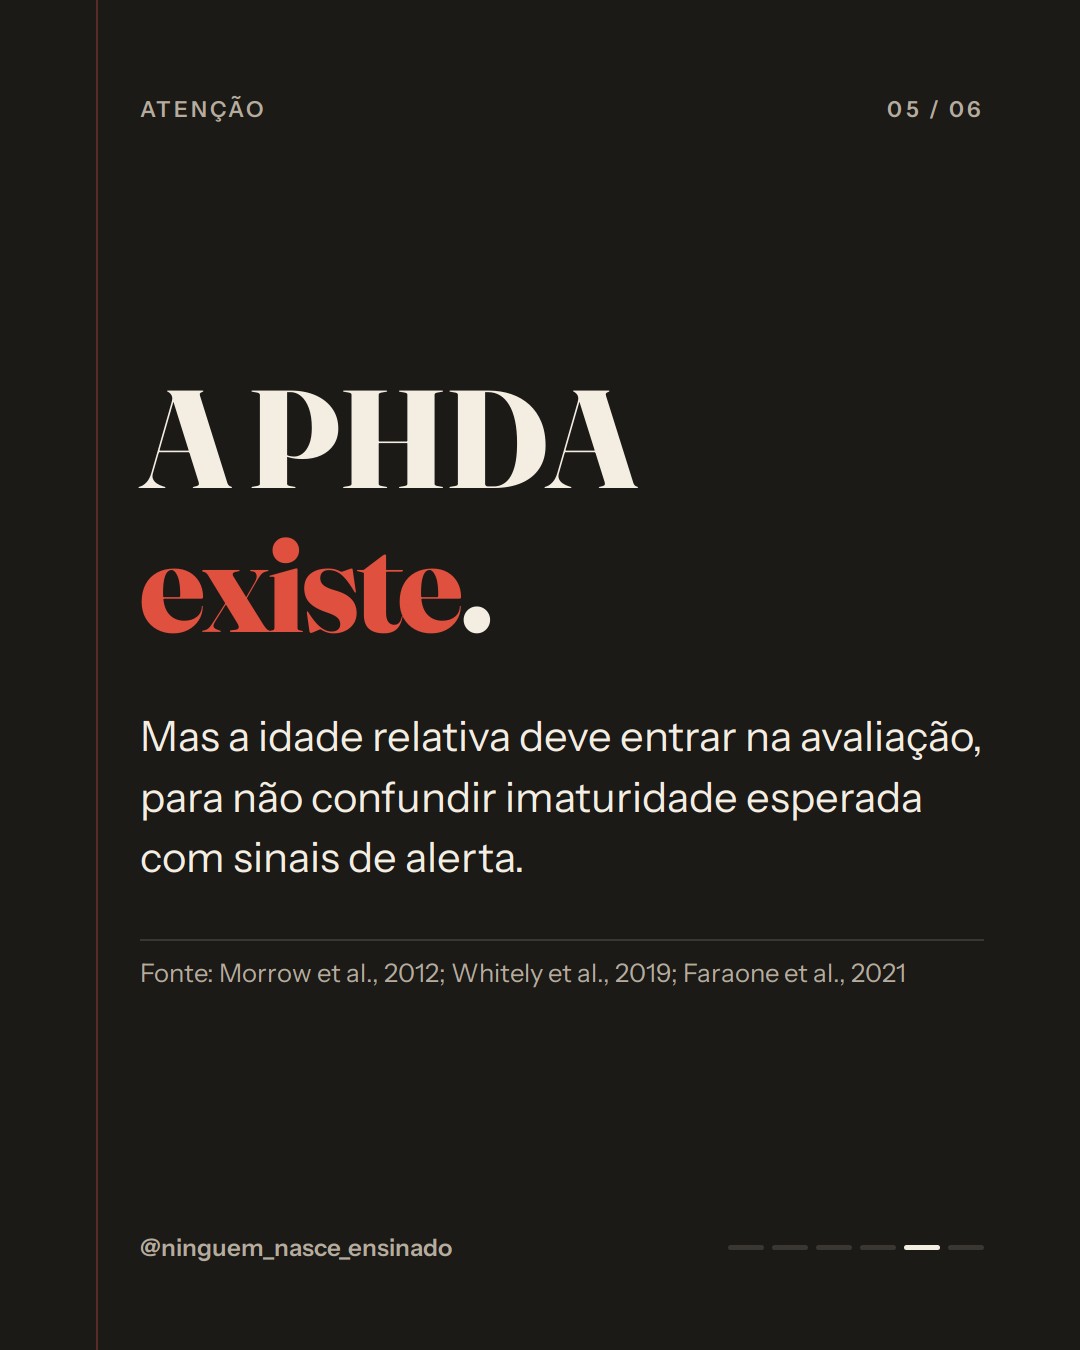 ATENÇÃO
05 / 06
A PHDA
existe.
Mas a idade relativa deve entrar na avaliação,
para não confundir imaturidade esperada
com sinais de alerta.
Fonte: Morrow et al., 2012; Whitely et al., 2019; Faraone et al., 2021
@ninguem_nasce_ensinado